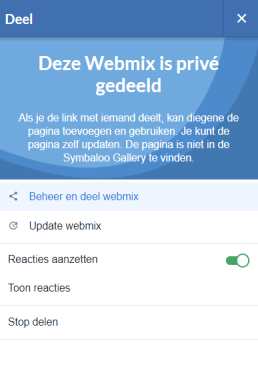 Deel
Deze Webmix is privé
gedeeld
Als je de link met iemand deelt, kan diegene de
pagina toevoegen en gebruiken. Je kunt de
pagina zelf updaten. De pagina is niet in de
Symbaloo Gallery te vinden.
Beheer en deel webmix
Update webmix
Reacties aanzetten
Toon reacties
Stop delen